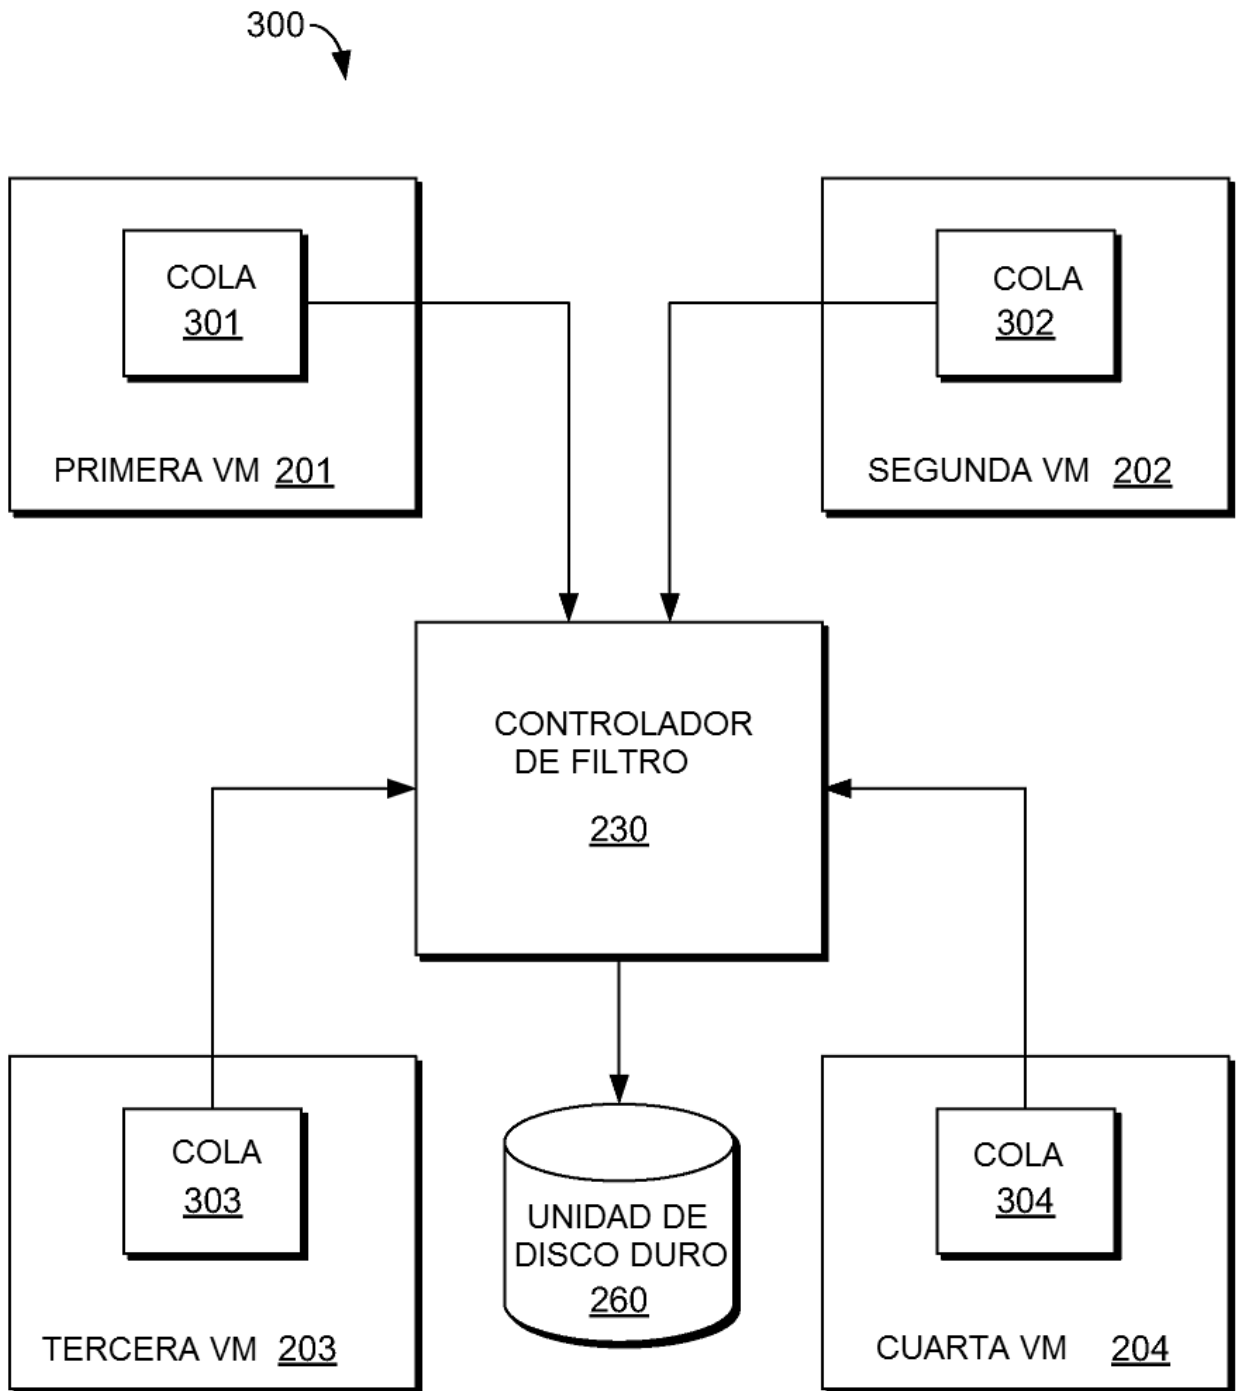 300
COLA
301
PRIMERA VM 201
COLA
302
SEGUNDA VM 202
CONTROLADOR
DE FILTRO
230
COLA
303
TERCERA VM 203
UNIDAD DE
DISCO DURO
260
COLA
304
CUARTA VM 204